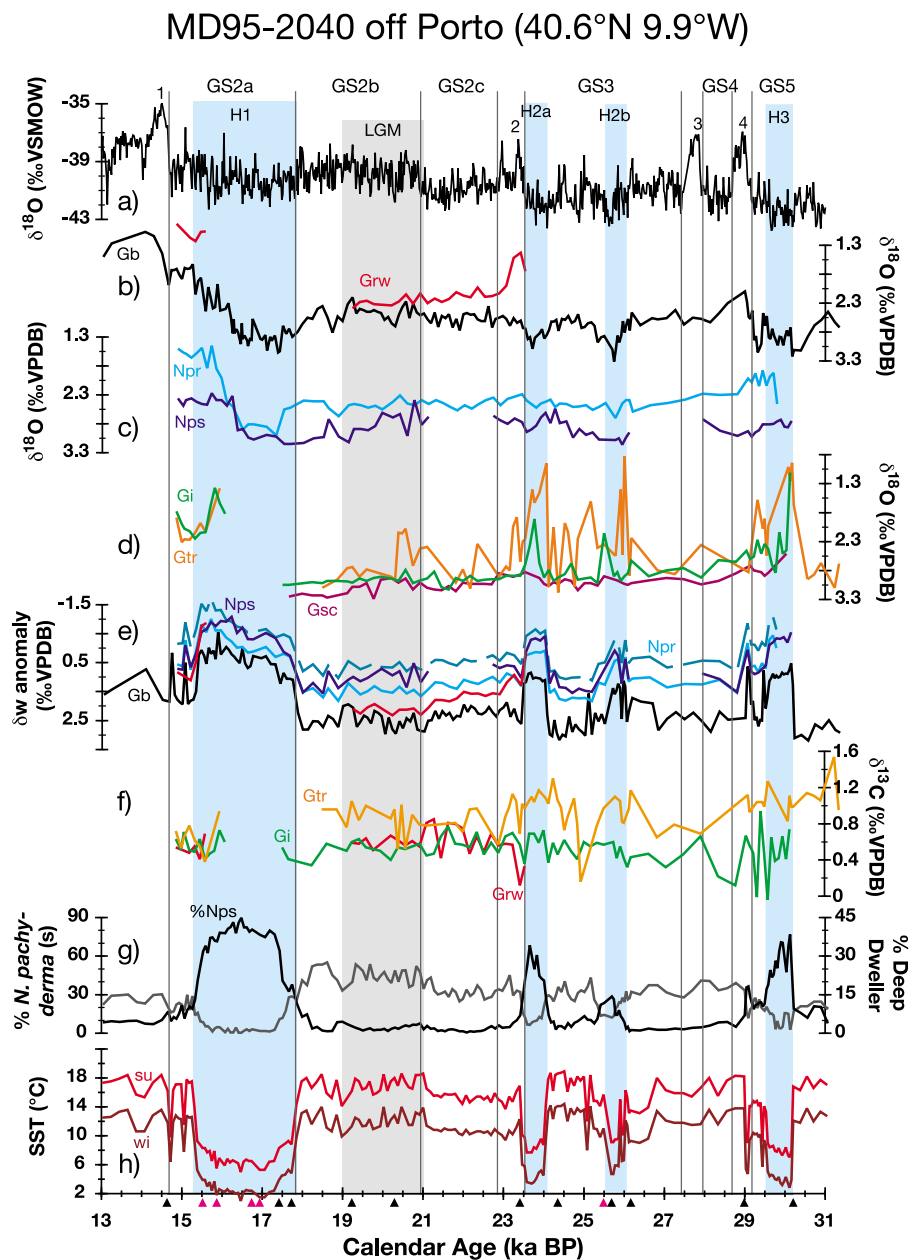 MD95-2040 off Porto (40.6°N 9.9°W)
GS2a GS2b GS2c GS3 GS4 GS5
1 H1 LGM 2 H2a H2b 3 4 H3
-35
-39
-43
δ18O (‰VSMOW)
a)
Gb
b)
Grw
1.3
2.3
3.3
δ18O (‰VPDB)
1.3
2.3
3.3
δ18O (‰VPDB)
Npr
Nps
c)
Gi
Gtr
d)
Gsc
1.3
2.3
3.3
δ18O (‰VPDB)
-1.5
0.5
2.5
δw anomaly
(‰VPDB)
e)
Nps
Npr
Gb
f)
Gtr
Gi
Grw
1.6
1.2
0.8
0.4
0
δ13C (‰VPDB)
90
60
30
0
% N. pachy-
derma (s)
g)
%Nps
45
30
15
0
% Deep
Dweller
18
14
10
6
2
SST (°C)
su
wi
h)
13 15 17 19 21 23 25 27 29 31
Calendar Age (ka BP)